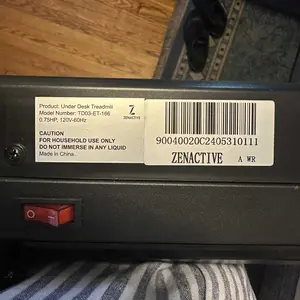 Product: Under Desk Treadmill
Model Number: TD03-ET-166
0.75HP, 120V-60Hz
Z
ZENACTIVE
CAUTION
FOR HOUSEHOLD USE ONLY
DO NOT IMMERSE IN ANY LIQUID
Made in China.
90040020C2405310111
ZENACTIVE
A WR